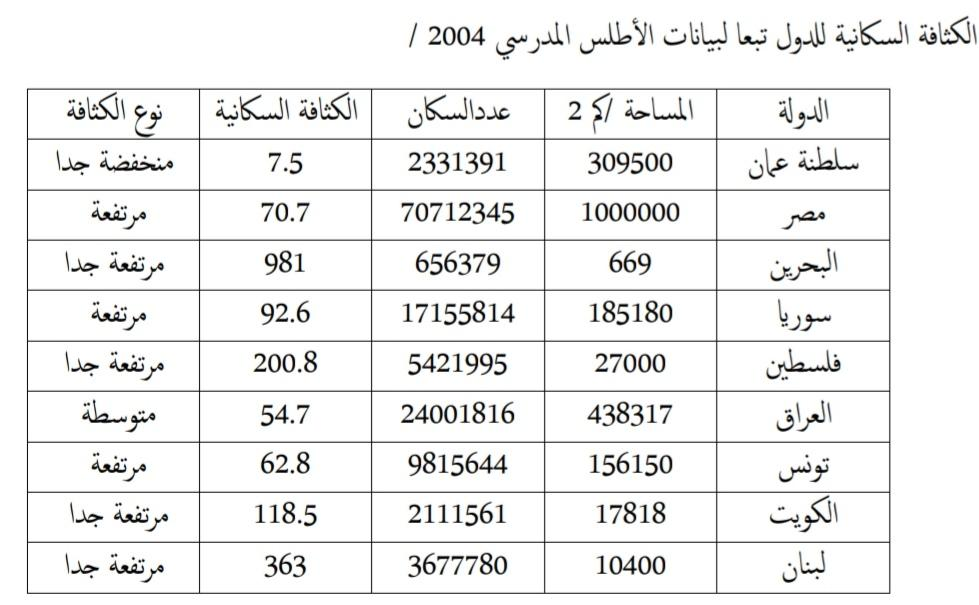 الكثافة السكانية للدول تبعا لبيانات الأطلس المدرسي 2004 /
الدولة المساحة /كم 2 عددالسكان الكثافة السكانية نوع الكثافة
سلطنة عمان 309500 2331391 7.5 منخفضة جدا
مصر 1000000 70712345 70.7 مرتفعة
البحرين 669 656379 981 مرتفعة جدا
سوريا 185180 17155814 92.6 مرتفعة
فلسطين 27000 5421995 200.8 مرتفعة جدا
العراق 438317 24001816 54.7 متوسطة
تونس 156150 9815644 62.8 مرتفعة
الكويت 17818 2111561 118.5 مرتفعة جدا
لبنان 10400 3677780 363 مرتفعة جدا